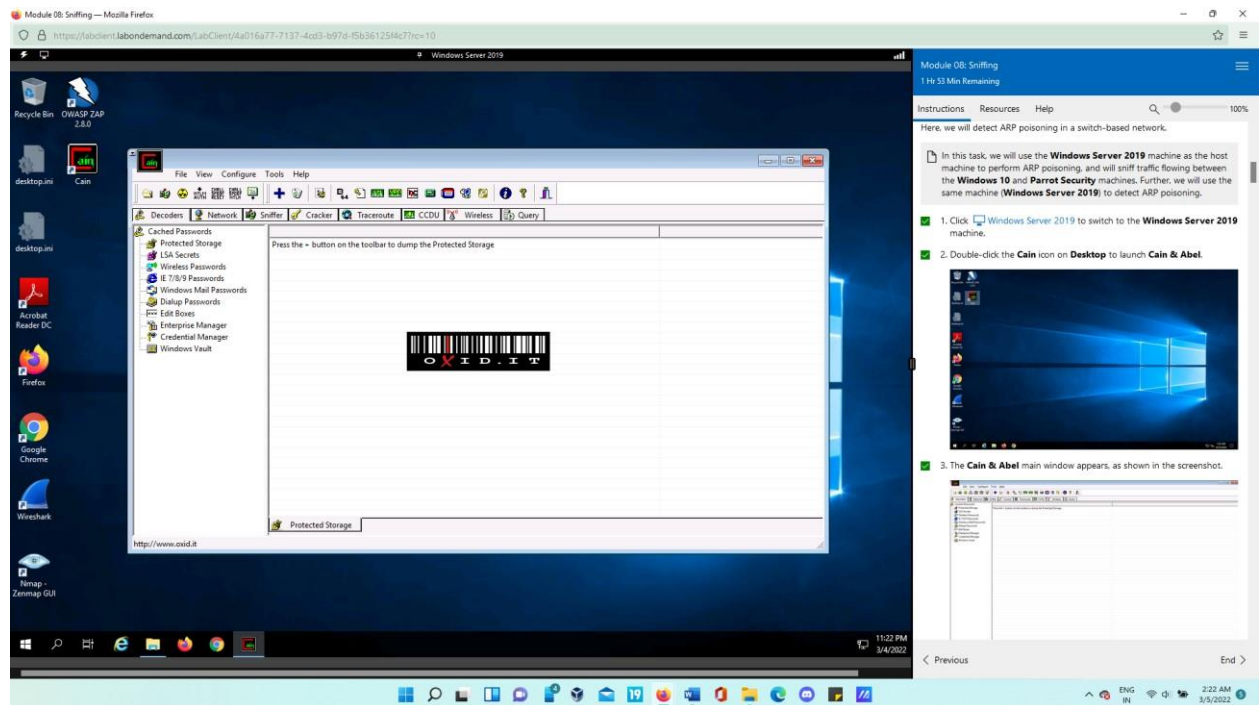 Module 08: Sniffing — Mozilla Firefox
https://labclient.labondemand.com/LabClient/4a016a77-7137-4cd3-b97d-f5b36125f4c7?rc=10
Windows Server 2019
Recycle Bin
OWASP ZAP
2.8.0
desktop.ini
Cain
desktop.ini
Acrobat
Reader DC
Firefox
Google
Chrome
Wireshark
Nmap -
Zenmap GUI
File View Configure Tools Help
Decoders Network Sniffer Cracker Traceroute CCDU Wireless Query
Cached Passwords
Protected Storage
LSA Secrets
Wireless Passwords
IE 7/8/9 Passwords
Windows Mail Passwords
Dialup Passwords
Edit Boxes
Enterprise Manager
Credential Manager
Windows Vault
Press the + button on the toolbar to dump the Protected Storage
OXID.IT
Protected Storage
http://www.oxid.it
11:22 PM
3/4/2022
Module 08: Sniffing
1 Hr 53 Min Remaining
Instructions Resources Help 100%
Here, we will detect ARP poisoning in a switch-based network.
In this task, we will use the Windows Server 2019 machine as the host
machine to perform ARP poisoning, and will sniff traffic flowing between
the Windows 10 and Parrot Security machines. Further, we will use the
same machine (Windows Server 2019) to detect ARP poisoning.
1. Click Windows Server 2019 to switch to the Windows Server 2019
machine.
2. Double-click the Cain icon on Desktop to launch Cain & Abel.
3. The Cain & Abel main window appears, as shown in the screenshot.
Previous End
ENG
IN
2:22 AM
3/5/2022